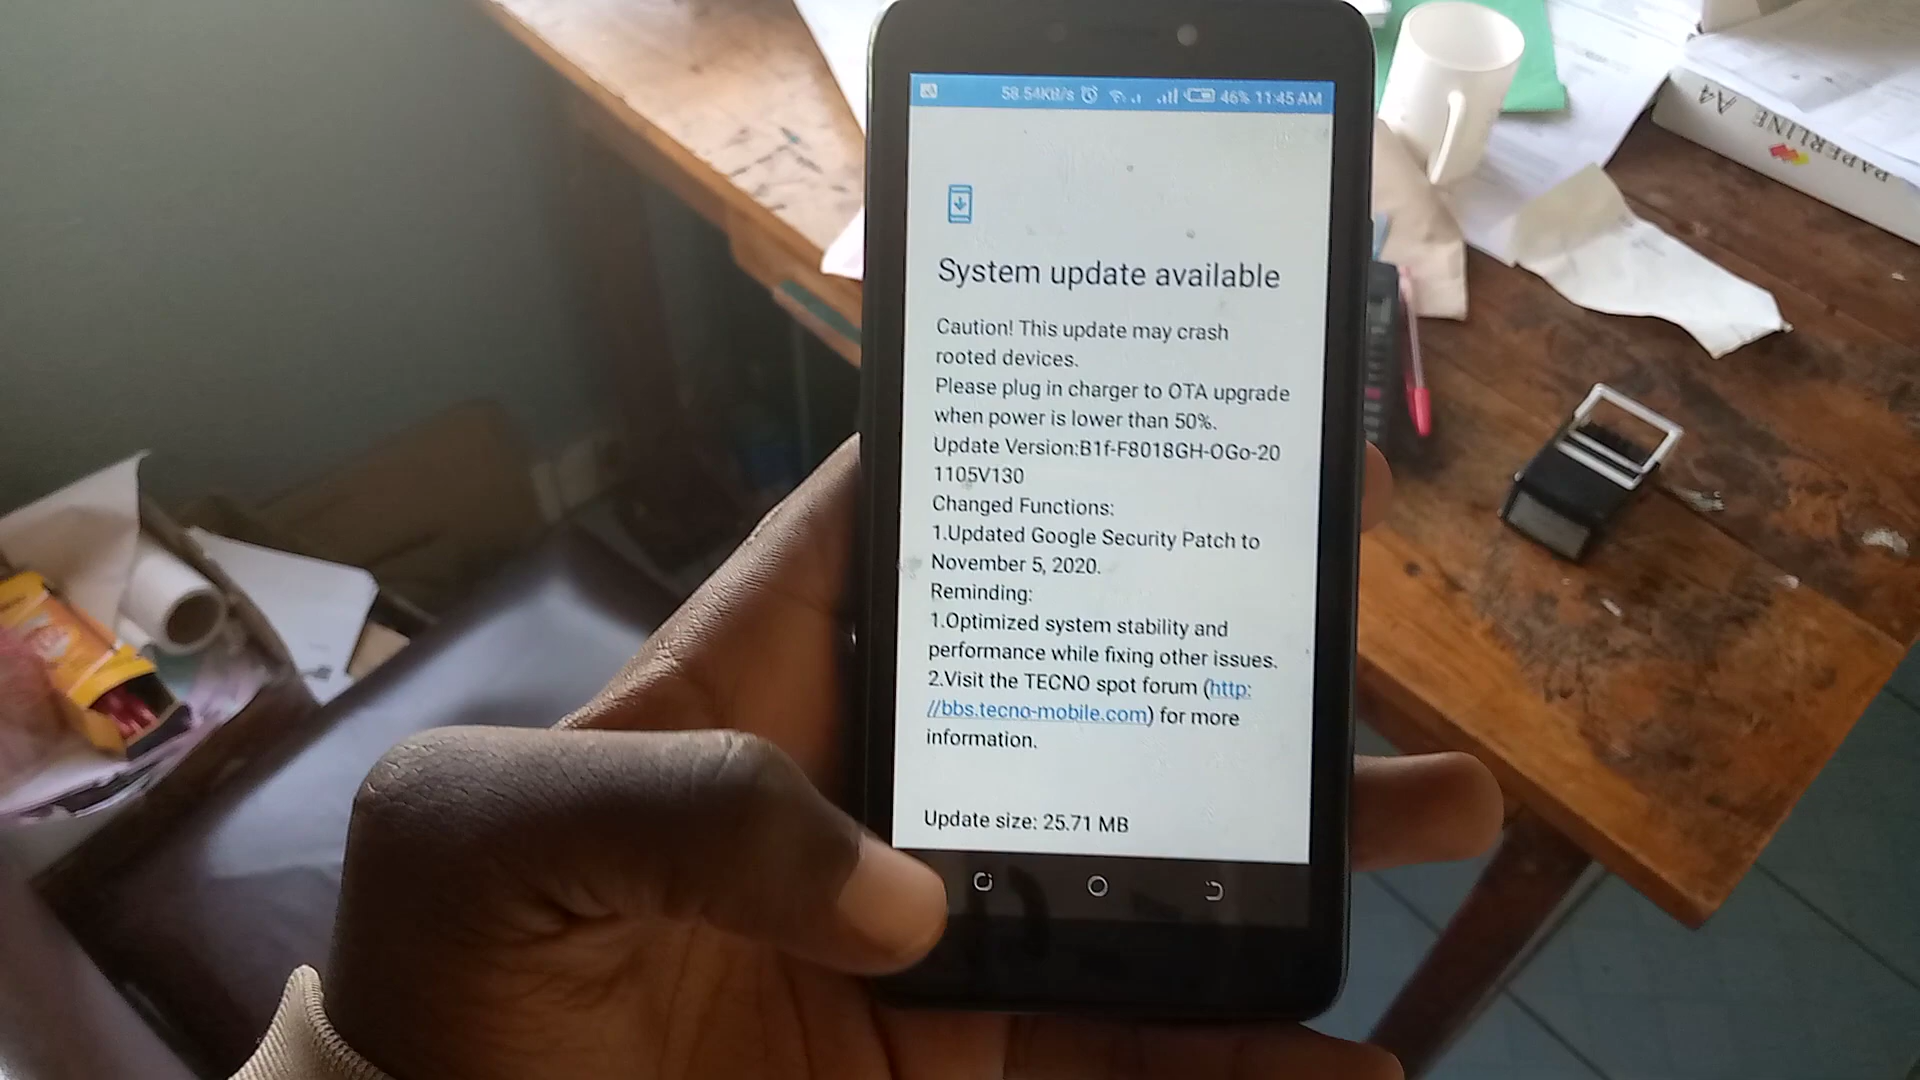 58.54KB/s 46% 11:45 AM
System update available
Caution! This update may crash
rooted devices.
Please plug in charger to OTA upgrade
when power is lower than 50%.
Update Version:B1f-F8018GH-OGo-20
1105V130
Changed Functions:
1.Updated Google Security Patch to
November 5, 2020.
Reminding:
1.Optimized system stability and
performance while fixing other issues.
2.Visit the TECNO spot forum (http:
//bbs.tecno-mobile.com) for more
information.
Update size: 25.71 MB
PAPERLINE A4